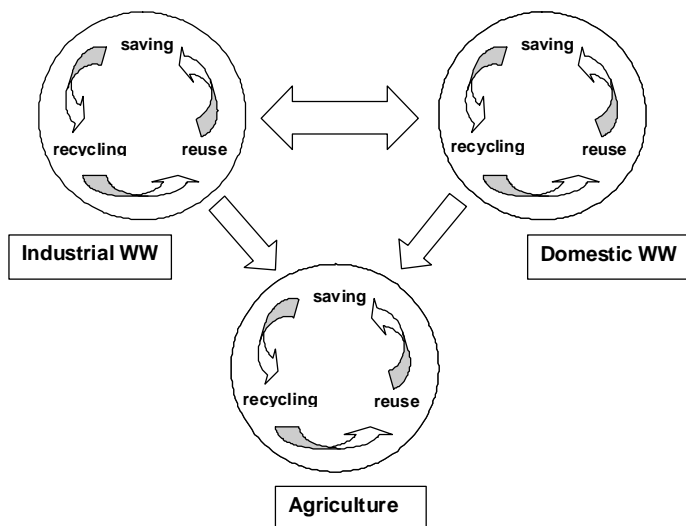 saving
recycling
reuse
Industrial WW
saving
recycling
reuse
Domestic WW
saving
recycling
reuse
Agriculture